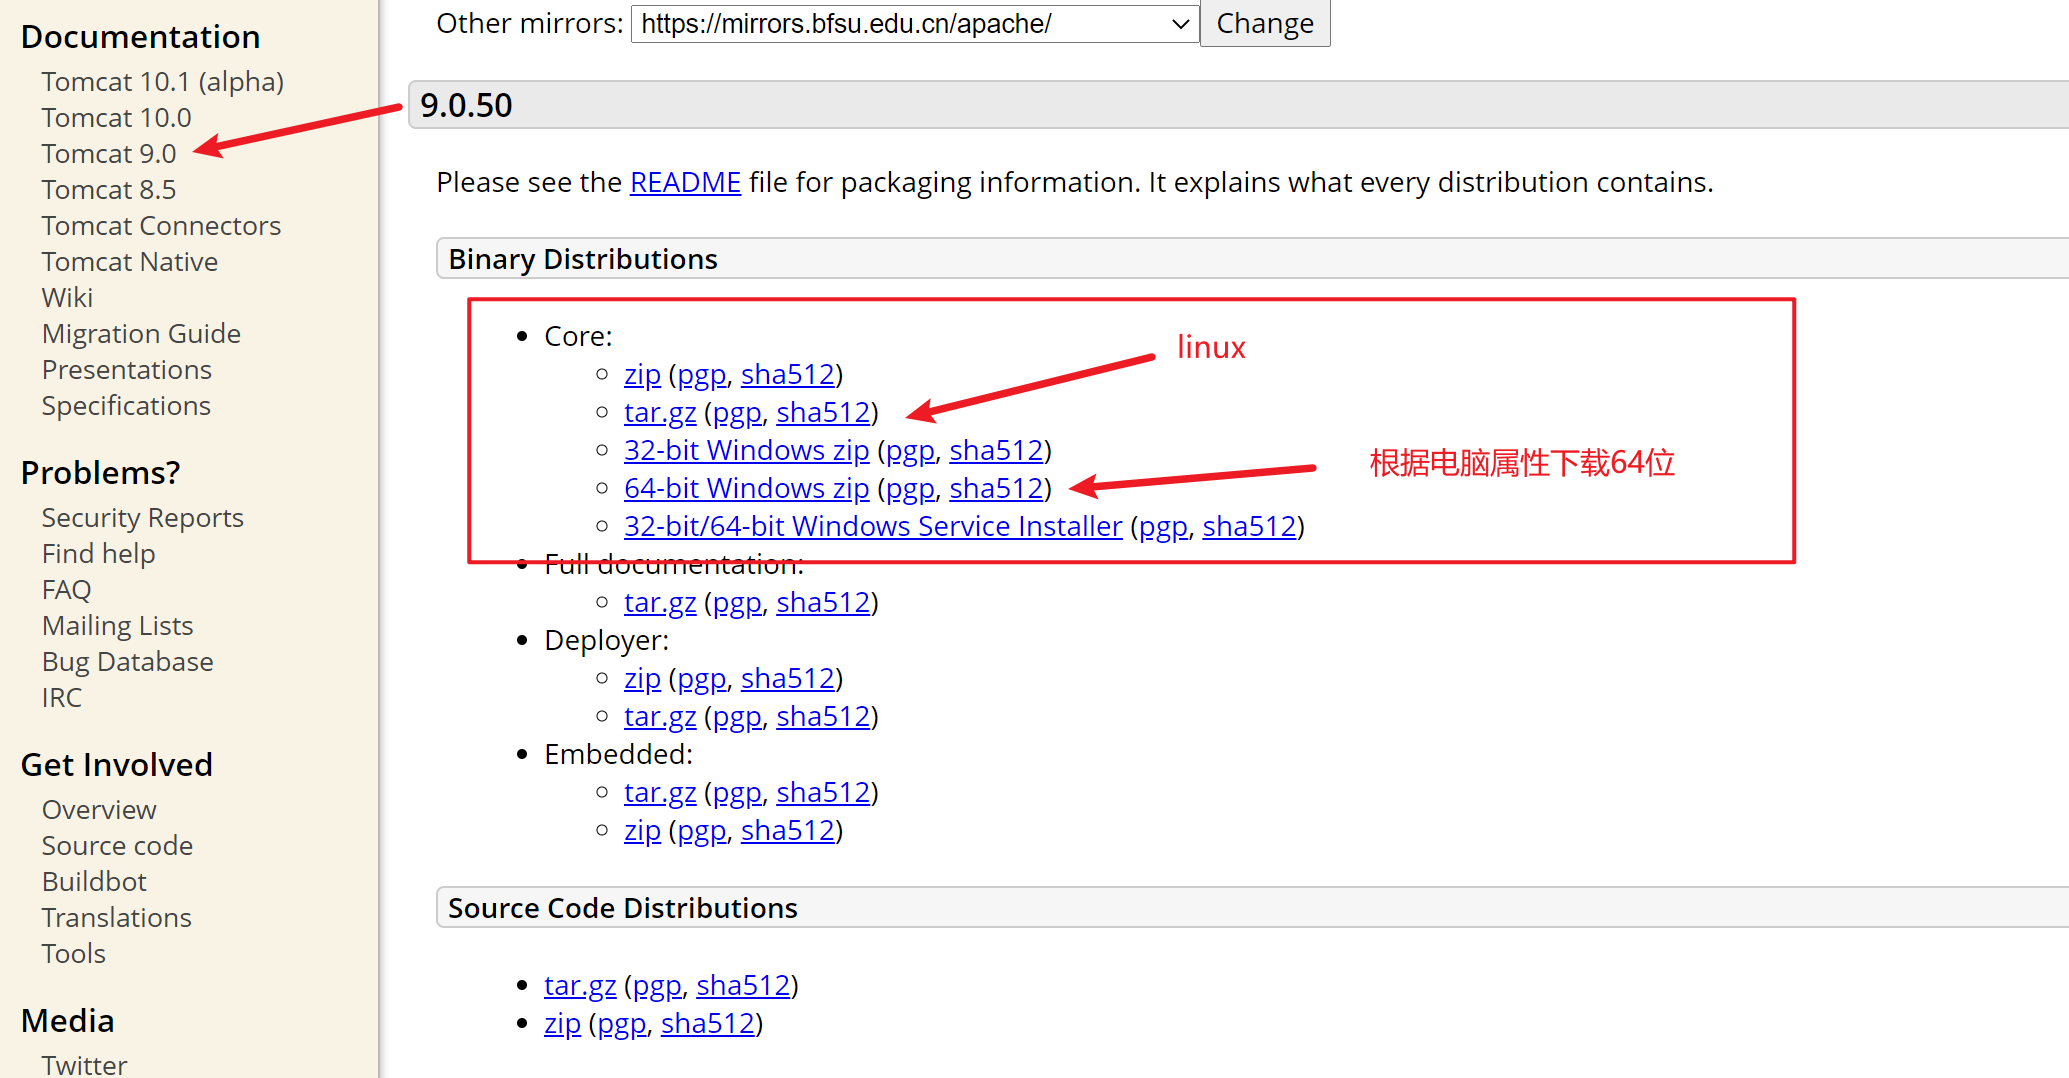 Documentation
Tomcat 10.1 (alpha)
Tomcat 10.0
Tomcat 9.0
Tomcat 8.5
Tomcat Connectors
Tomcat Native
Wiki
Migration Guide
Presentations
Specifications
Problems?
Security Reports
Find help
FAQ
Mailing Lists
Bug Database
IRC
Get Involved
Overview
Source code
Buildbot
Translations
Tools
Media
Twitter
Other mirrors: https://mirrors.bfsu.edu.cn/apache/ Change
9.0.50
Please see the README file for packaging information. It explains what every distribution contains.
Binary Distributions
Core:
zip (pgp, sha512)
linux
tar.gz (pgp, sha512)
32-bit Windows zip (pgp, sha512)
根据电脑属性下载64位
64-bit Windows zip (pgp, sha512)
32-bit/64-bit Windows Service Installer (pgp, sha512)
Full documentation:
tar.gz (pgp, sha512)
Deployer:
zip (pgp, sha512)
tar.gz (pgp, sha512)
Embedded:
tar.gz (pgp, sha512)
zip (pgp, sha512)
Source Code Distributions
tar.gz (pgp, sha512)
zip (pgp, sha512)